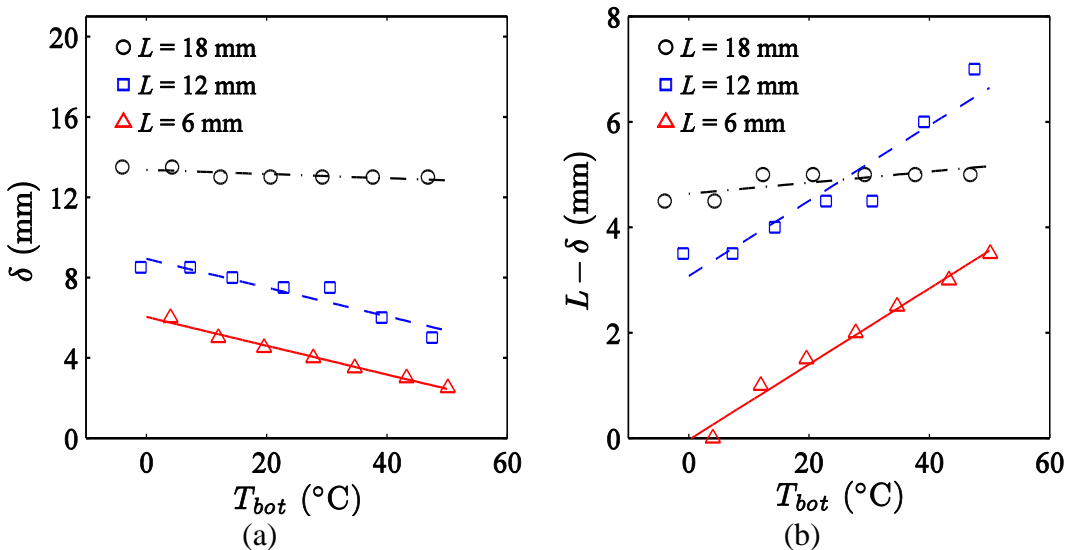 20
16
12
8
4
0
δ (mm)
L = 18 mm
L = 12 mm
L = 6 mm
0 20 40 60
T_bot (°C)
(a)
8
6
4
2
0
L − δ (mm)
L = 18 mm
L = 12 mm
L = 6 mm
0 20 40 60
T_bot (°C)
(b)